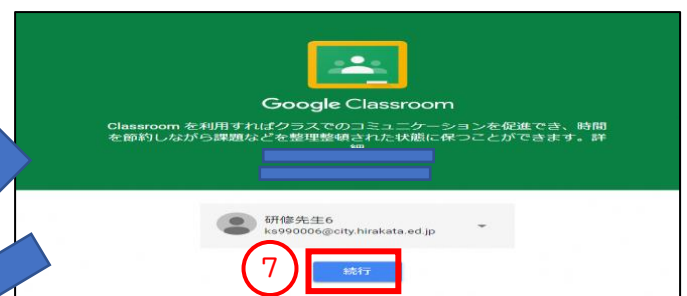 Google Classroom
Classroom を利用すればクラスでのコミュニケーションを促進でき、時間
を節約しながら課題などを整理整頓された状態に保つことができます。詳
細
研修先生6
ks990006@city.hirakata.ed.jp
7
続行